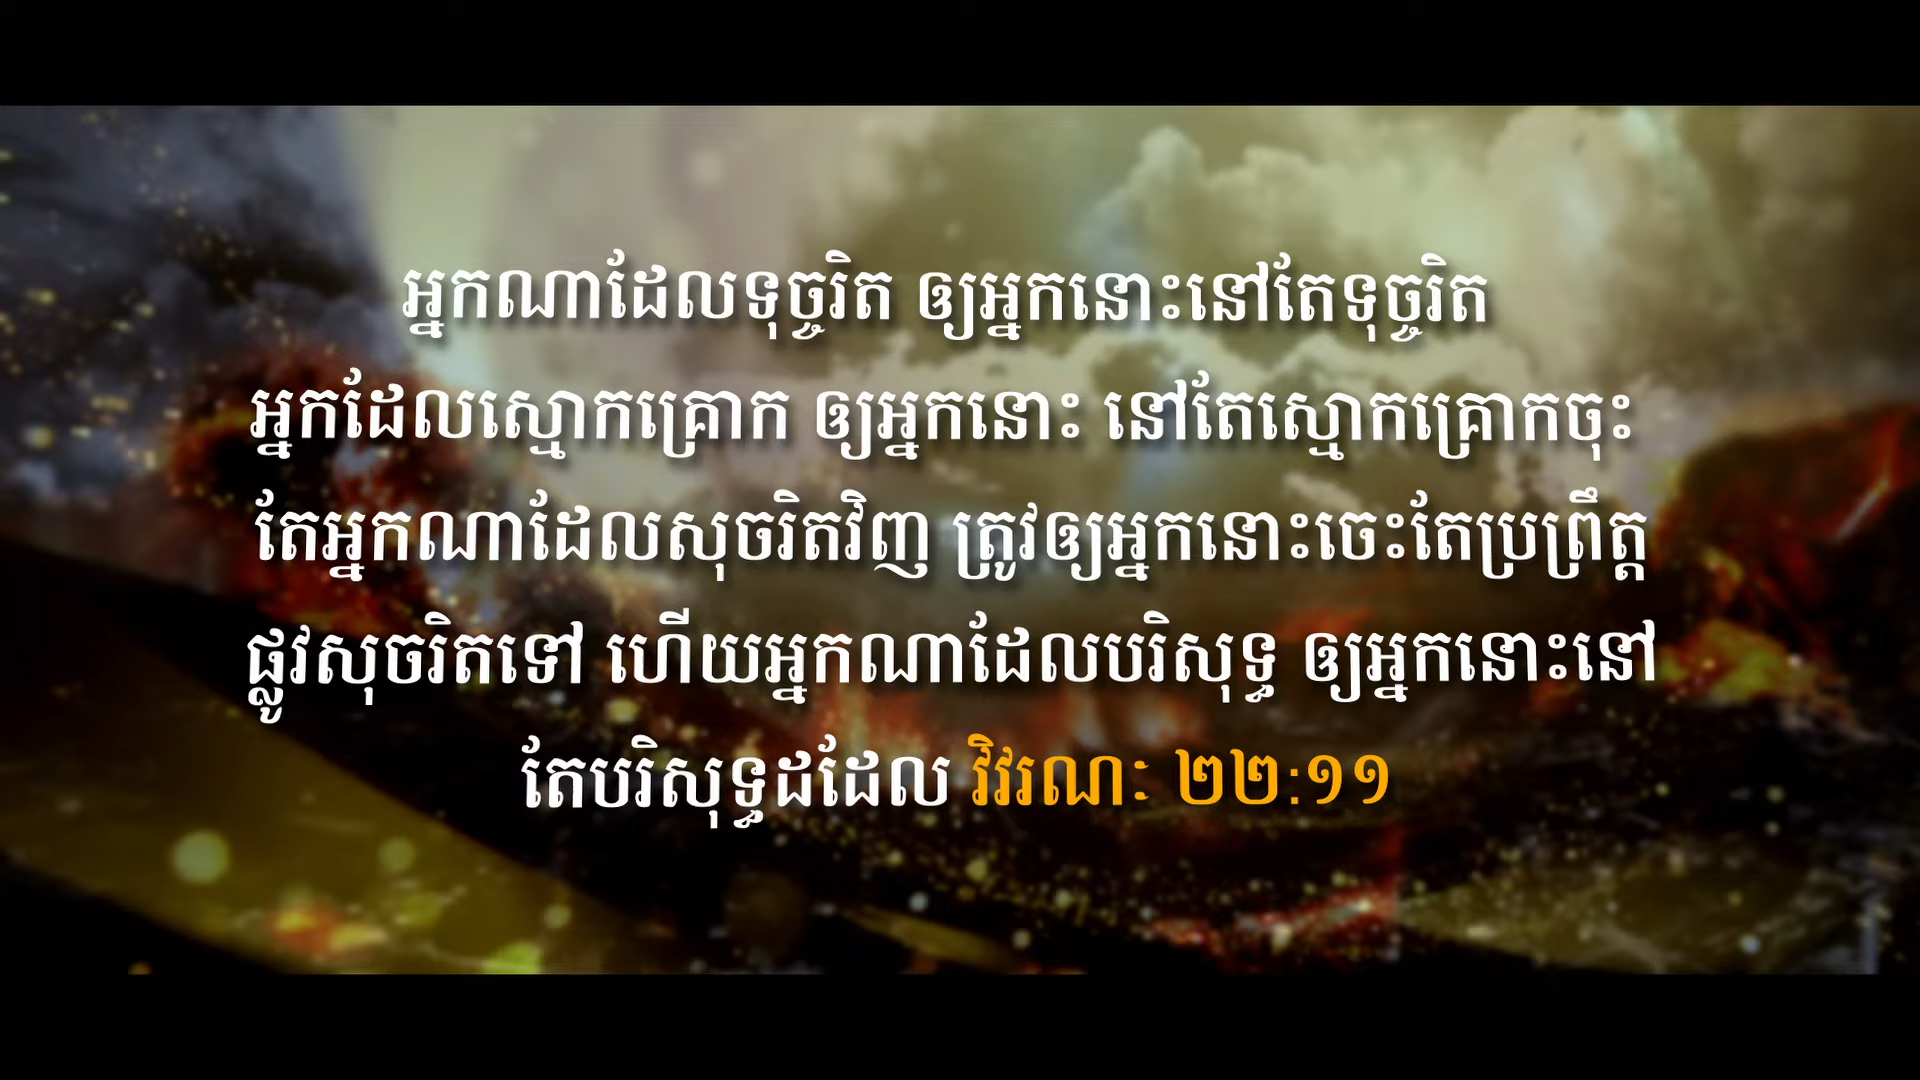 អ្នកណាដែលទុច្ចរិត ឲ្យអ្នកនោះនៅតែទុច្ចរិត
អ្នកដែលស្មោកគ្រោក ឲ្យអ្នកនោះ នៅតែស្មោកគ្រោកចុះ
តែអ្នកណាដែលសុចរិតវិញ ត្រូវឲ្យអ្នកនោះចេះតែប្រព្រឹត្ត
ផ្លូវសុចរិតទៅ ហើយអ្នកណាដែលបរិសុទ្ធ ឲ្យអ្នកនោះនៅ
តែបរិសុទ្ធដដែល វិវរណៈ ២២:១១